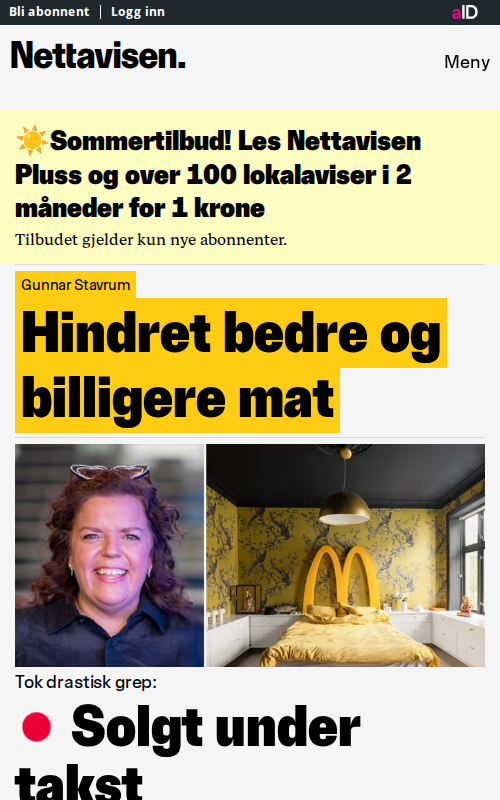 Bli abonnent | Logg inn
aID
Nettavisen.
Meny
☀️Sommertilbud! Les Nettavisen
Pluss og over 100 lokalaviser i 2
måneder for 1 krone
Tilbudet gjelder kun nye abonnenter.
Gunnar Stavrum
Hindret bedre og
billigere mat
Tok drastisk grep:
Solgt under
takst